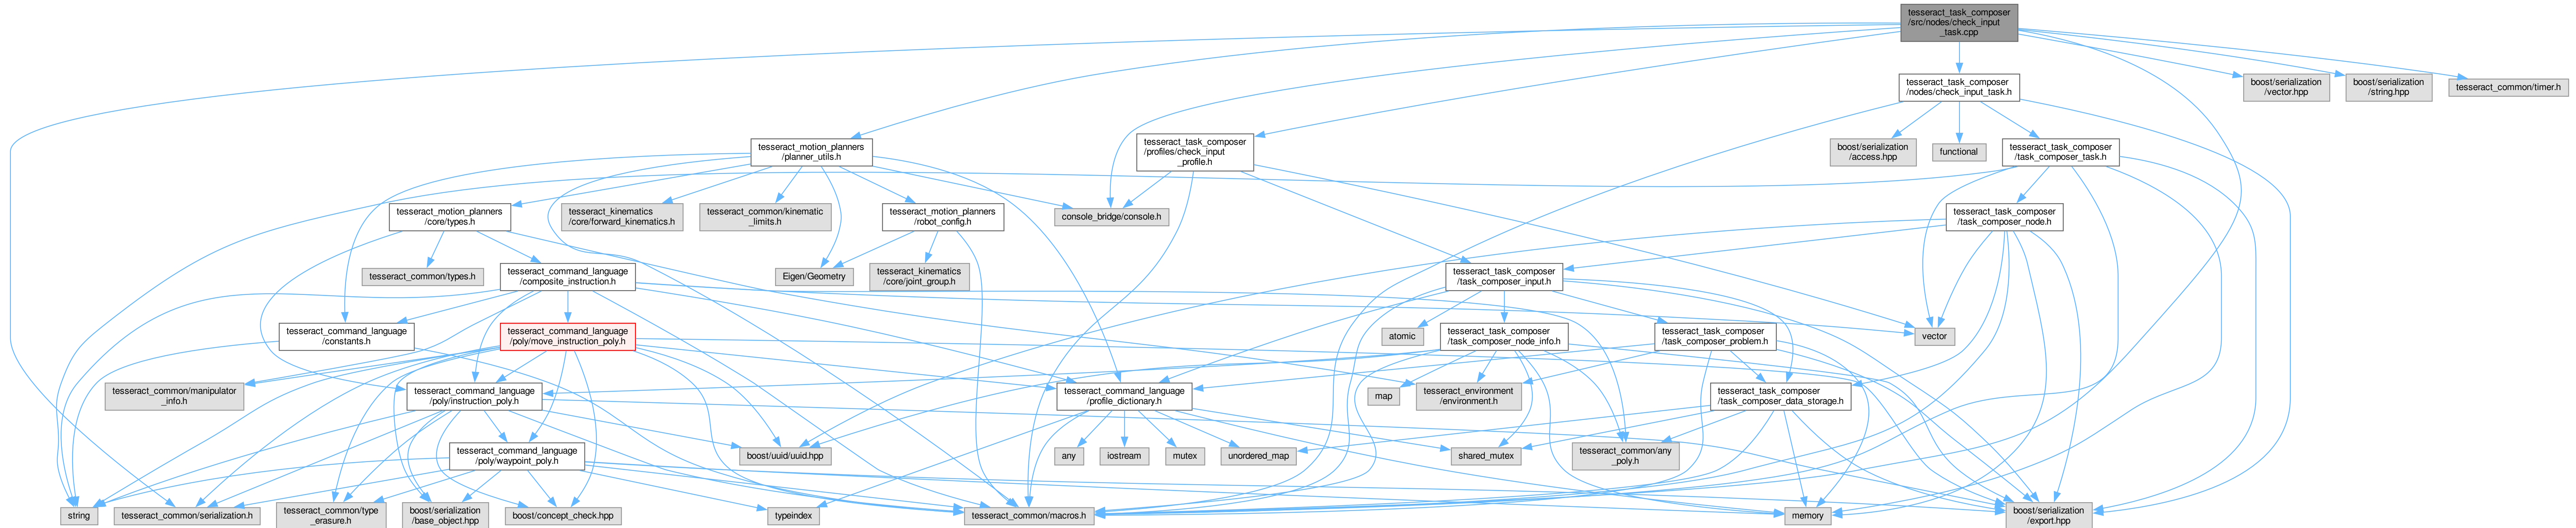 tesseract_task_composer
/src/nodes/check_input
_task.cpp
tesseract_task_composer
/nodes/check_input_task.h
boost/serialization
/vector.hpp
boost/serialization
/string.hpp
tesseract_common/timer.h
tesseract_motion_planners
/planner_utils.h
tesseract_task_composer
/profiles/check_input
_profile.h
boost/serialization
/access.hpp
functional
tesseract_task_composer
/task_composer_task.h
tesseract_motion_planners
/core/types.h
tesseract_kinematics
/core/forward_kinematics.h
tesseract_common/kinematic
_limits.h
tesseract_motion_planners
/robot_config.h
console_bridge/console.h
tesseract_task_composer
/task_composer_node.h
tesseract_common/types.h
tesseract_command_language
/composite_instruction.h
Eigen/Geometry
tesseract_kinematics
/core/joint_group.h
tesseract_task_composer
/task_composer_input.h
tesseract_command_language
/constants.h
tesseract_command_language
/poly/move_instruction_poly.h
atomic
tesseract_task_composer
/task_composer_node_info.h
tesseract_task_composer
/task_composer_problem.h
vector
tesseract_common/manipulator
_info.h
tesseract_command_language
/poly/instruction_poly.h
tesseract_command_language
/profile_dictionary.h
map
tesseract_environment
/environment.h
tesseract_task_composer
/task_composer_data_storage.h
tesseract_command_language
/poly/waypoint_poly.h
boost/uuid/uuid.hpp
any
iostream
mutex
unordered_map
shared_mutex
tesseract_common/any
_poly.h
string
tesseract_common/serialization.h
tesseract_common/type
_erasure.h
boost/serialization
/base_object.hpp
boost/concept_check.hpp
typeindex
tesseract_common/macros.h
memory
boost/serialization
/export.hpp